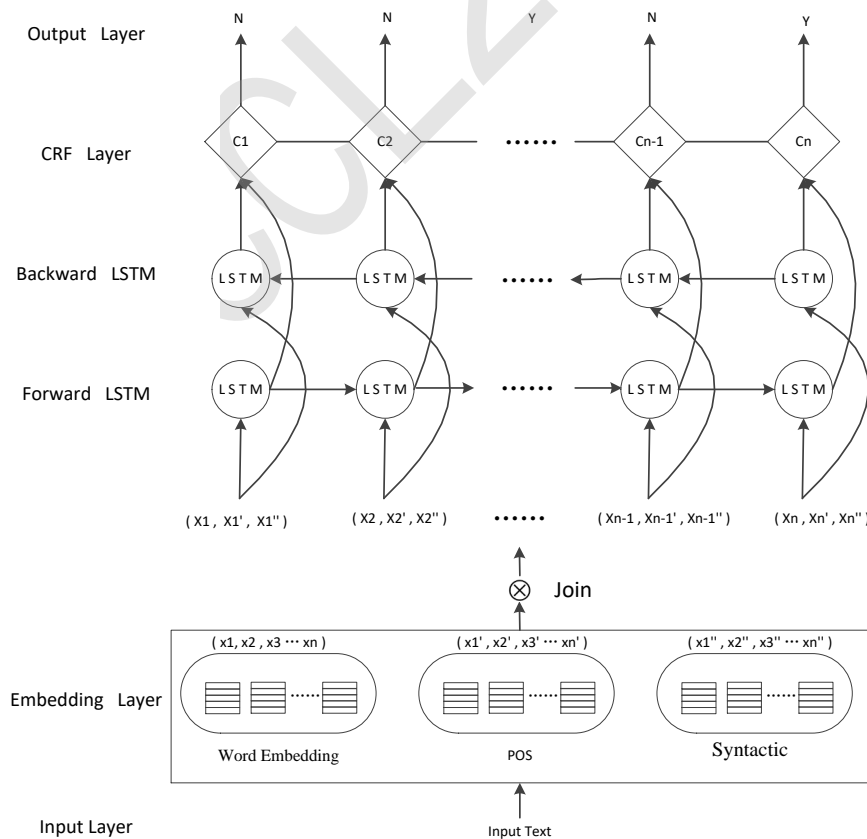 N N Y N Y
Output Layer
CRF Layer C1 C2 ······ Cn-1 Cn
Backward LSTM LSTM LSTM ······ LSTM LSTM
Forward LSTM LSTM LSTM ······ LSTM LSTM
( X1 , X1' , X1'' ) ( X2 , X2' , X2'' ) ······ ( Xn-1 , Xn-1' , Xn-1'' ) ( Xn , Xn' , Xn'' )
⊗ Join
( x1, x2 , x3 ··· xn ) ( x1' , x2' , x3' ··· xn' ) ( x1'' , x2'' , x3'' ··· xn'' )
Embedding Layer ······ ······ ······
Word Embedding POS Syntactic
Input Layer Input Text